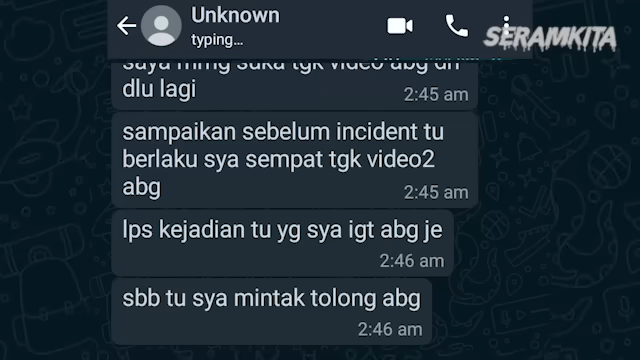 Unknown
typing...
SERAMKITA
dlu lagi
2:45 am
sampaikan sebelum incident tu
berlaku sya sempat tgk video2
abg
2:45 am
lps kejadian tu yg sya igt abg je
2:46 am
sbb tu sya mintak tolong abg
2:46 am